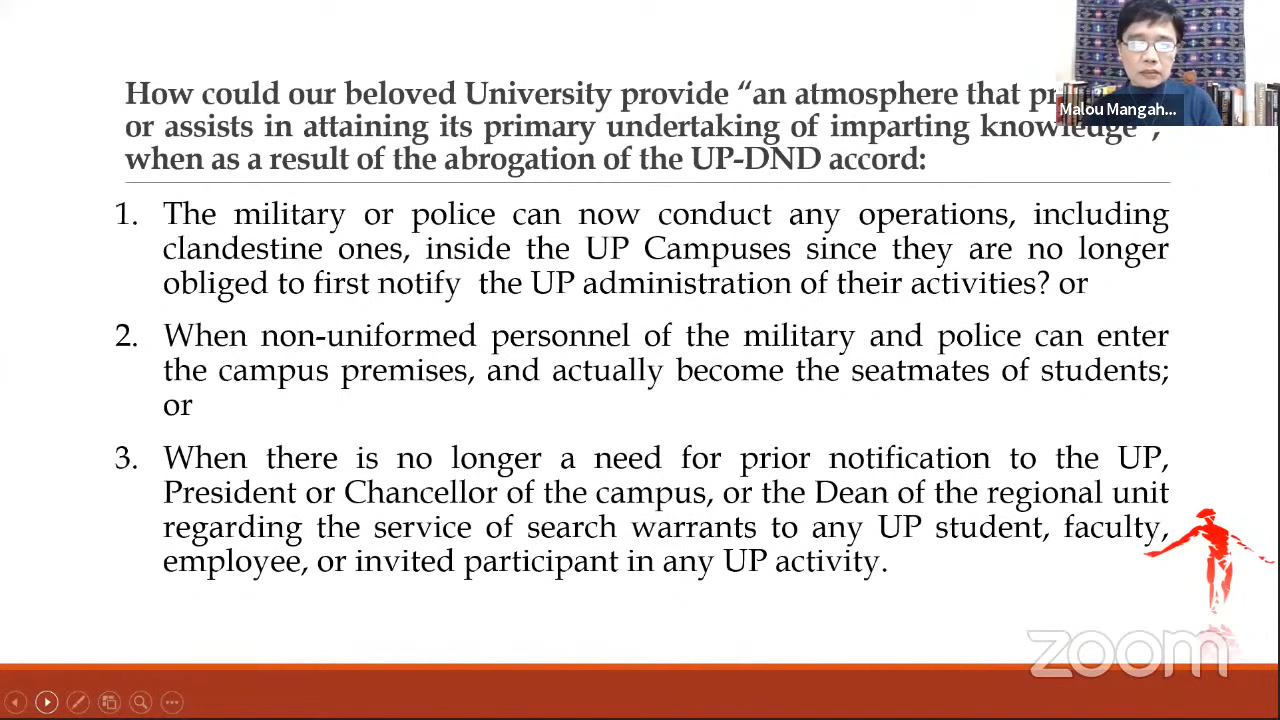 How could our beloved University provide “an atmosphere that
or assists in attaining its primary undertaking of imparting knowledge”,
when as a result of the abrogation of the UP-DND accord:
Malou Mangah...
1. The military or police can now conduct any operations, including
clandestine ones, inside the UP Campuses since they are no longer
obliged to first notify the UP administration of their activities? or
2. When non-uniformed personnel of the military and police can enter
the campus premises, and actually become the seatmates of students;
or
3. When there is no longer a need for prior notification to the UP,
President or Chancellor of the campus, or the Dean of the regional unit
regarding the service of search warrants to any UP student, faculty,
employee, or invited participant in any UP activity.
zoom